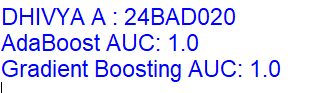 DHIVYA A : 24BAD020
AdaBoost AUC: 1.0
Gradient Boosting AUC: 1.0